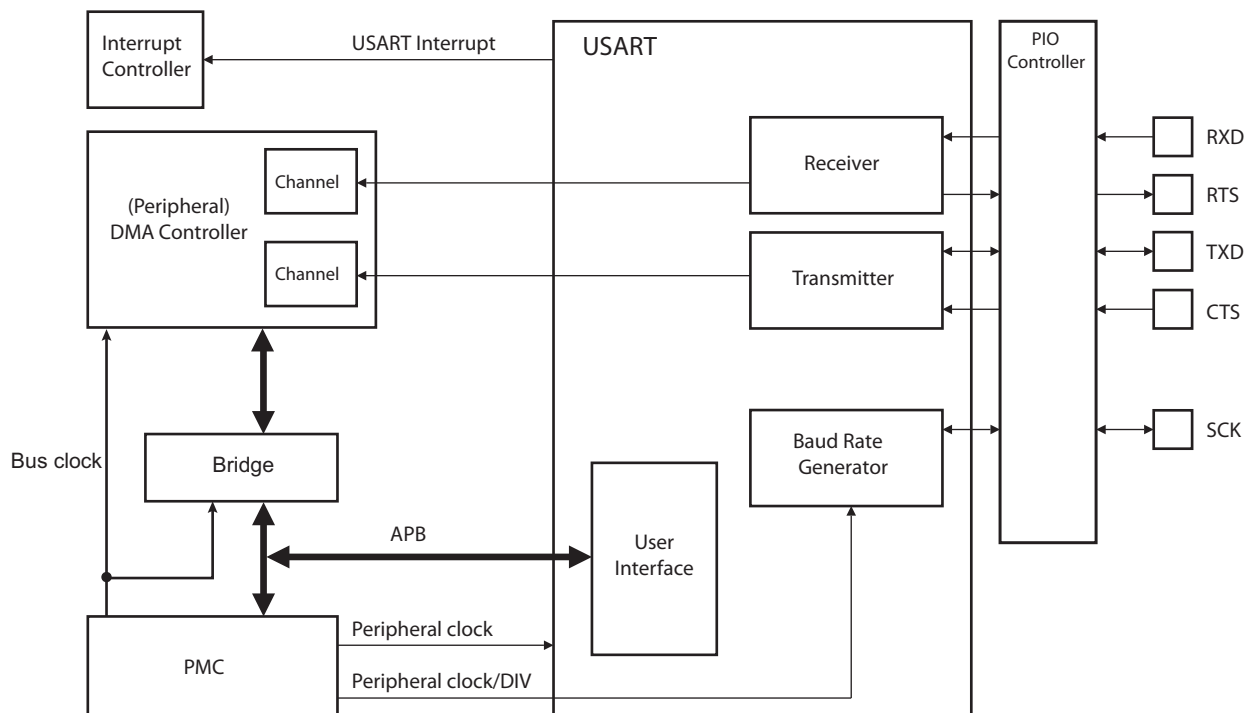 Interrupt
Controller
USART Interrupt
USART
PIO
Controller
(Peripheral)
DMA Controller
Channel
Channel
Receiver
Transmitter
RXD
RTS
TXD
CTS
SCK
Bus clock
Bridge
Baud Rate
Generator
APB
User
Interface
PMC
Peripheral clock
Peripheral clock/DIV